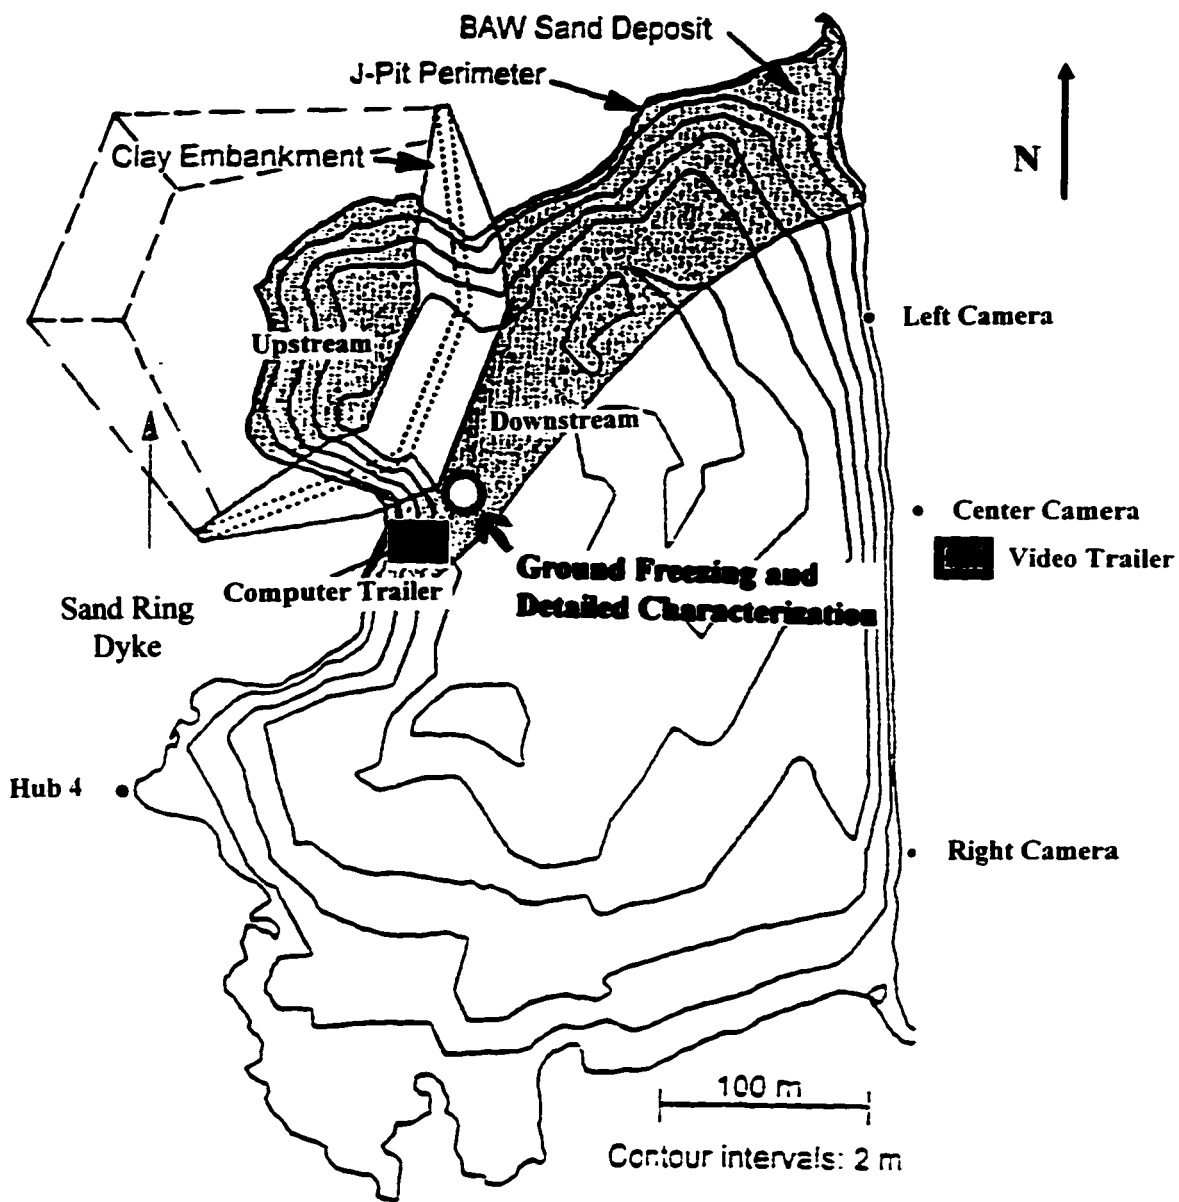 BAW Sand Deposit
J-Pit Perimeter
N
Clay Embankment
Left Camera
Upstream
Downstream
Center Camera
Video Trailer
Ground Freezing and
Detailed Characterization
Computer Trailer
Sand Ring
Dyke
Hub 4
Right Camera
100 m
Contour intervals: 2 m